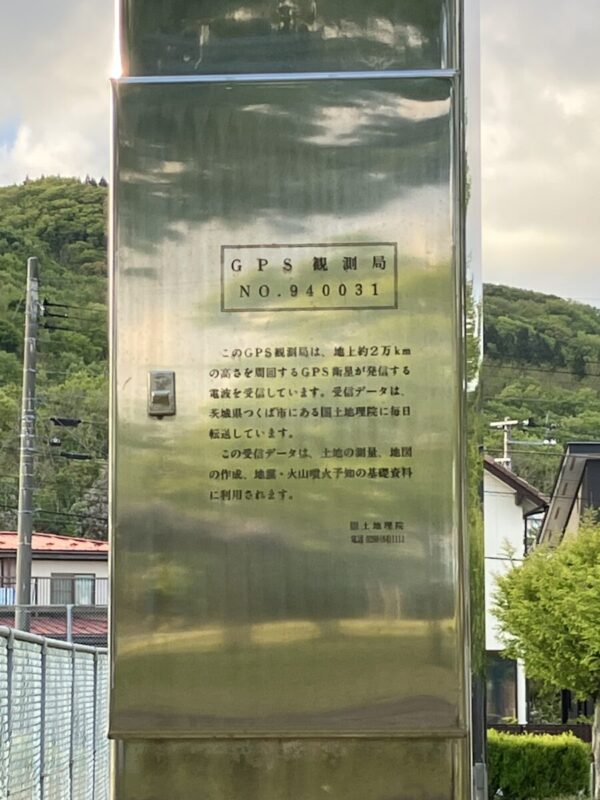 GPS観測局
NO.940031
このGPS観測局は、地上約2万km
の高さを周回するGPS衛星が発信する
電波を受信しています。受信データは、
茨城県つくば市にある国土地理院に毎日
転送しています。
この受信データは、土地の測量、地図
の作成、地震・火山噴火予知の基礎資料
に利用されます。
国土地理院
電話 0298-(64)1111